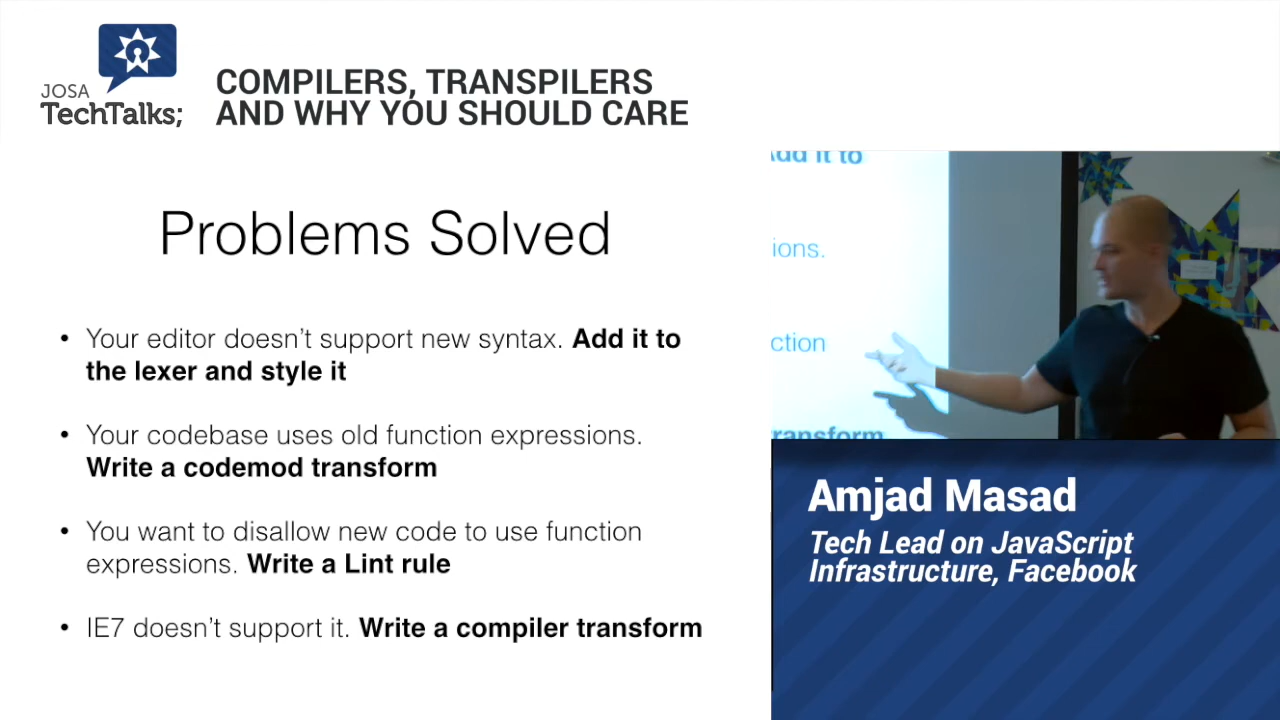 JOSA
TechTalks;
COMPILERS, TRANSPILERS
AND WHY YOU SHOULD CARE
Problems Solved
• Your editor doesn't support new syntax. Add it to
the lexer and style it
• Your codebase uses old function expressions.
Write a codemod transform
• You want to disallow new code to use function
expressions. Write a Lint rule
• IE7 doesn't support it. Write a compiler transform
Add it to
ions.
ction
transform
Amjad Masad
Tech Lead on JavaScript
Infrastructure, Facebook